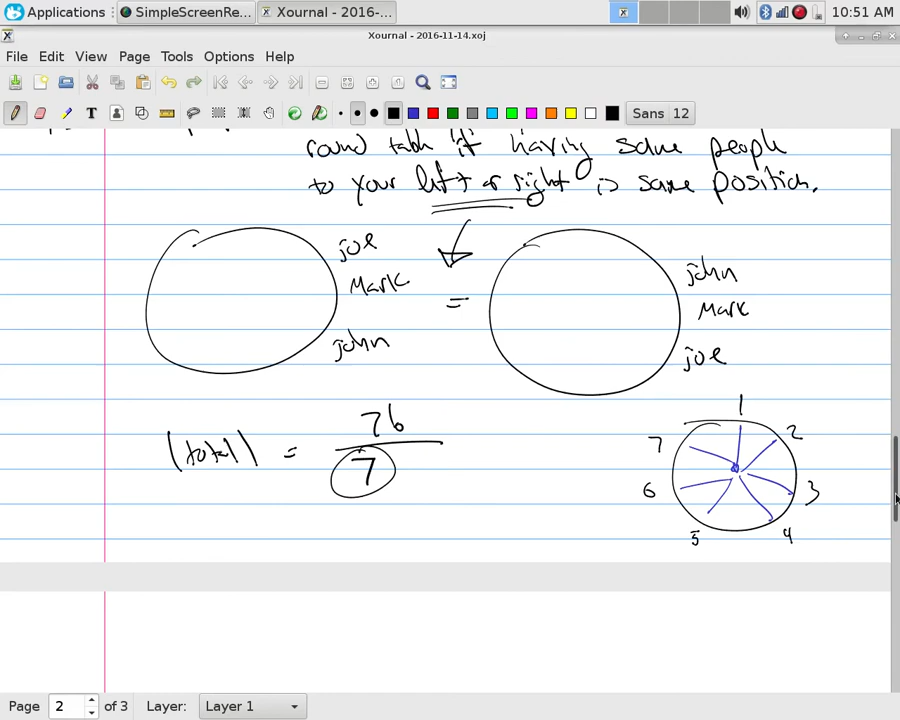 Applications SimpleScreenRe... Xournal - 2016-... 10:51 AM
Xournal - 2016-11-14.xoj
File Edit View Page Tools Options Help
T Sans 12
round table if having same people
to your left or right is same position.
joe
Mark
john
=
john
Mark
joe
|total| = 76
7
1
2
3
4
5
6
7
Page 2 of 3 Layer: Layer 1